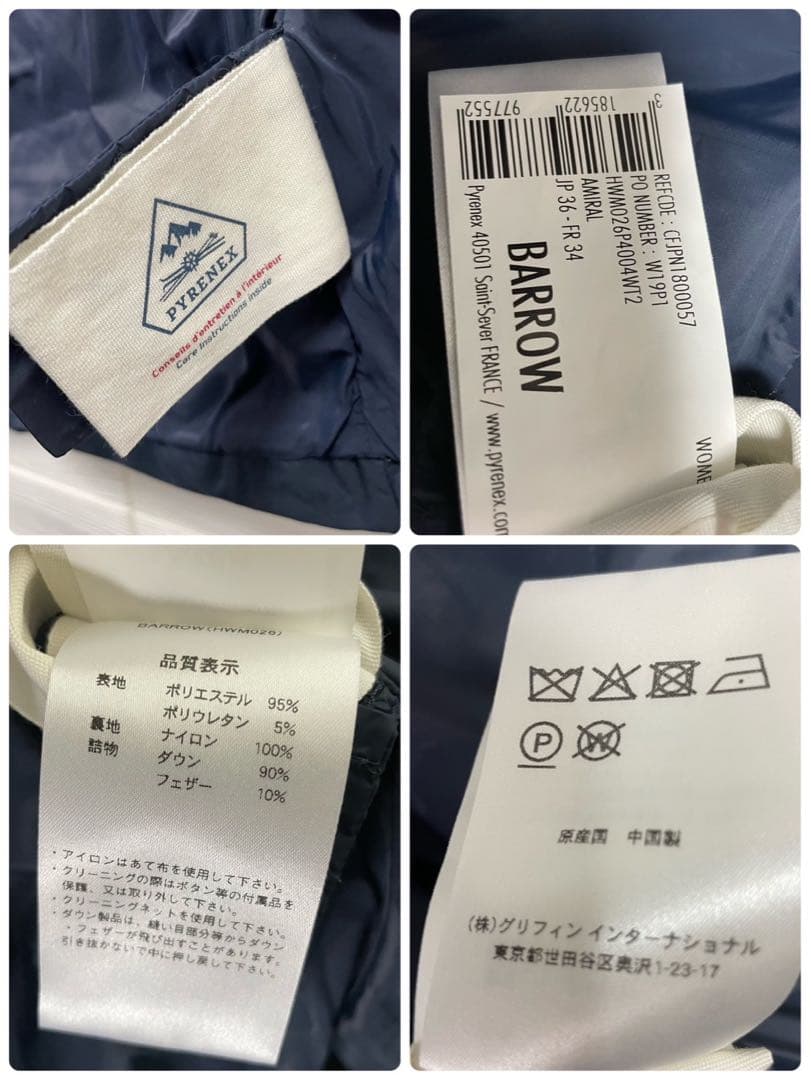 PYRENEX
Conseils d'entretien à l'intérieur
Care Instructions inside
3
185622
977552
REFCDE : CFJPN1800057
PO NUMBER : W19P1
HWM026P4004WT2
AMIRAL
JP 36 - FR 34
BARROW
Pyrenex 40501 Saint-Sever FRANCE / www.pyrenex.com
WOME
BARROW(HWM026)
品質表示
表地 ポリエステル 95%
ポリウレタン 5%
裏地 ナイロン 100%
詰物 ダウン 90%
フェザー 10%
・アイロンはあて布を使用して下さい。
・クリーニングの際はボタン等の付属品を
保護、又は取り外して下さい。
・クリーニングネットを使用して下さい。
・ダウン製品は、縫い目部分等からダウン
・フェザーが飛び出すことがあります。
引き抜かないで中に押し戻して下さい。
P
W
原産国 中国製
(株)グリフィン インターナショナル
東京都世田谷区奥沢1-23-17